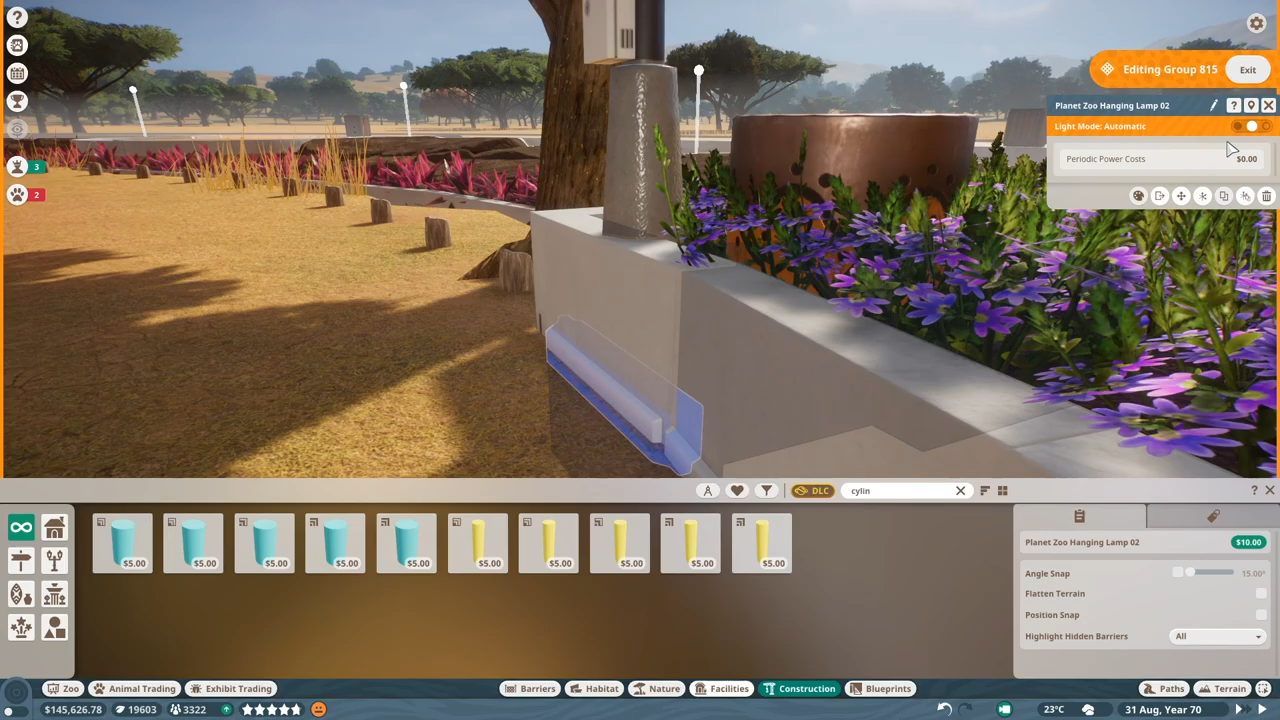 ?
Editing Group 815
Exit
Planet Zoo Hanging Lamp 02
?
Light Mode: Automatic
Periodic Power Costs
$0.00
3
2
DLC
cylin
?
$5.00
$5.00
$5.00
$5.00
$5.00
$5.00
$5.00
$5.00
$5.00
$5.00
Planet Zoo Hanging Lamp 02
$10.00
Angle Snap
15.00°
Flatten Terrain
Position Snap
Highlight Hidden Barriers
All
Zoo
Animal Trading
Exhibit Trading
Barriers
Habitat
Nature
Facilities
Construction
Blueprints
Paths
Terrain
$145,626.78
19603
3322
23°C
31 Aug, Year 70